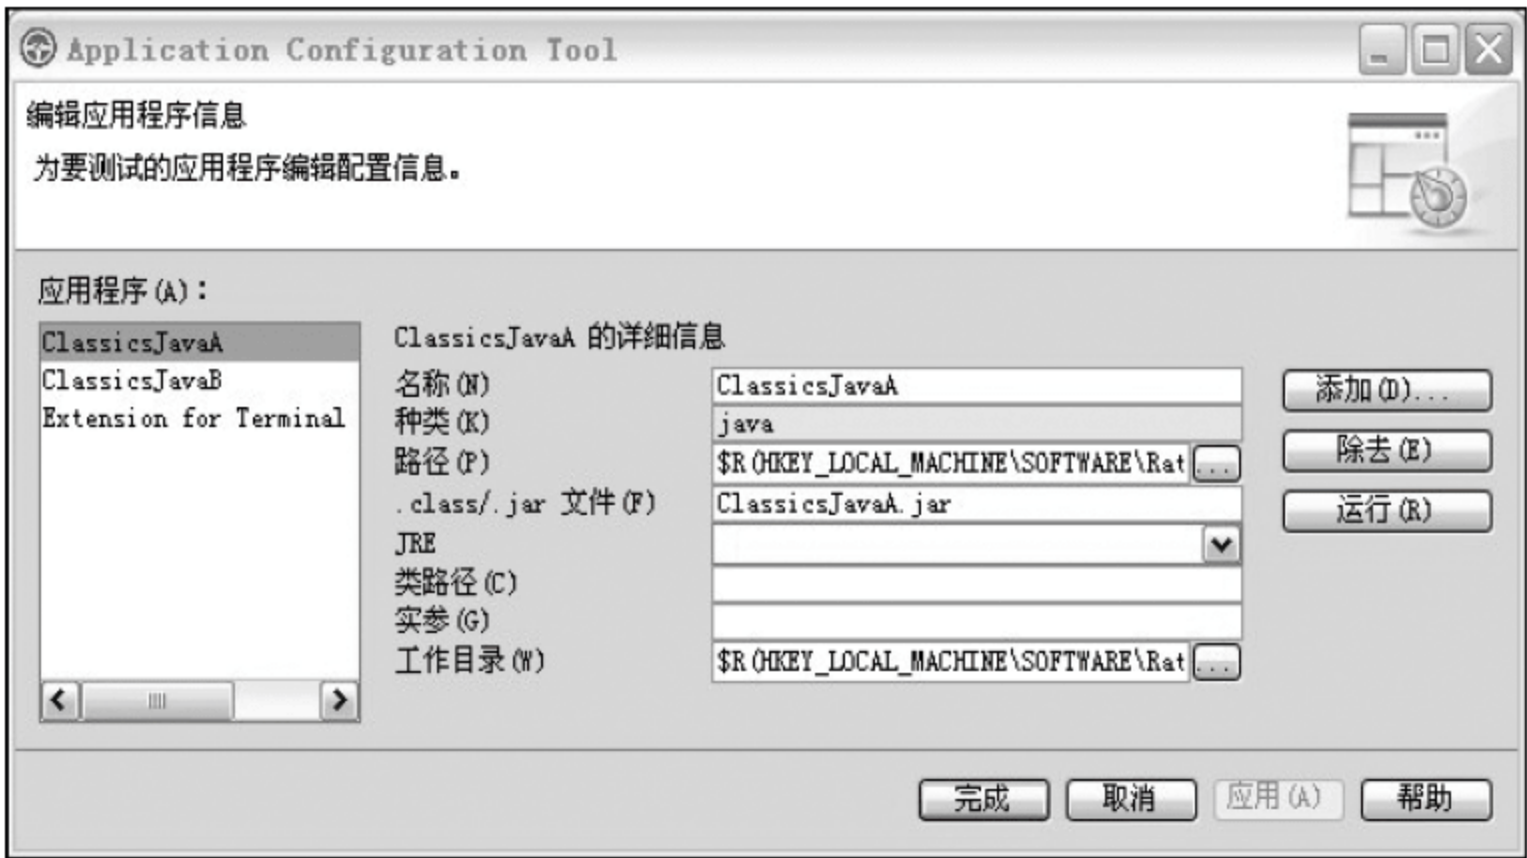 Application Configuration Tool
编辑应用程序信息
为要测试的应用程序编辑配置信息。
应用程序(A)：
ClassicsJavaA
ClassicsJavaB
Extension for Terminal
ClassicsJavaA 的详细信息
名称(N) ClassicsJavaA
种类(K) java
路径(P) $R(HKEY_LOCAL_MACHINE\SOFTWARE\Rat ...
.class/.jar 文件(F) ClassicsJavaA.jar
JRE
类路径(C)
实参(G)
工作目录(W) $R(HKEY_LOCAL_MACHINE\SOFTWARE\Rat ...
添加(D)...
除去(E)
运行(R)
完成 取消 应用(A) 帮助